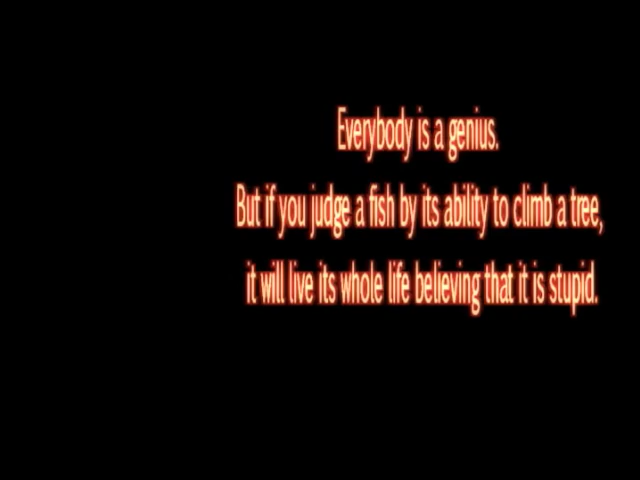 Everybody is a genius.
But if you judge a fish by its ability to climb a tree,
it will live its whole life believing that it is stupid.